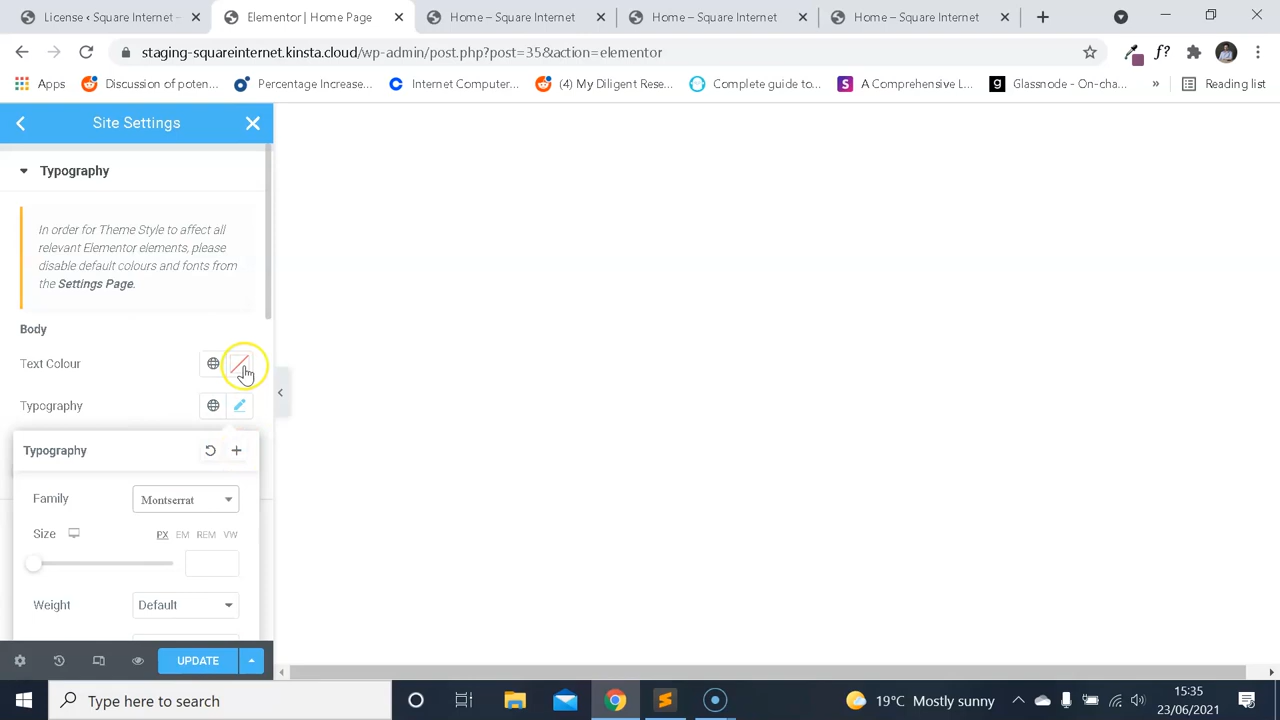 License ‹ Square Internet –
Elementor | Home Page
Home – Square Internet
Home – Square Internet
Home – Square Internet
staging-squareinternet.kinsta.cloud/wp-admin/post.php?post=35&action=elementor
f?
Apps
Discussion of poten...
Percentage Increase...
Internet Computer...
(4) My Diligent Rese...
Complete guide to...
A Comprehensive L...
Glassnode - On-cha...
»
Reading list
Site Settings
Typography
In order for Theme Style to affect all
relevant Elementor elements, please
disable default colours and fonts from
the Settings Page.
Body
Text Colour
Typography
Typography
Family
Montserrat
Size
PX EM REM VW
Weight
Default
UPDATE
Type here to search
19°C Mostly sunny
15:35
23/06/2021